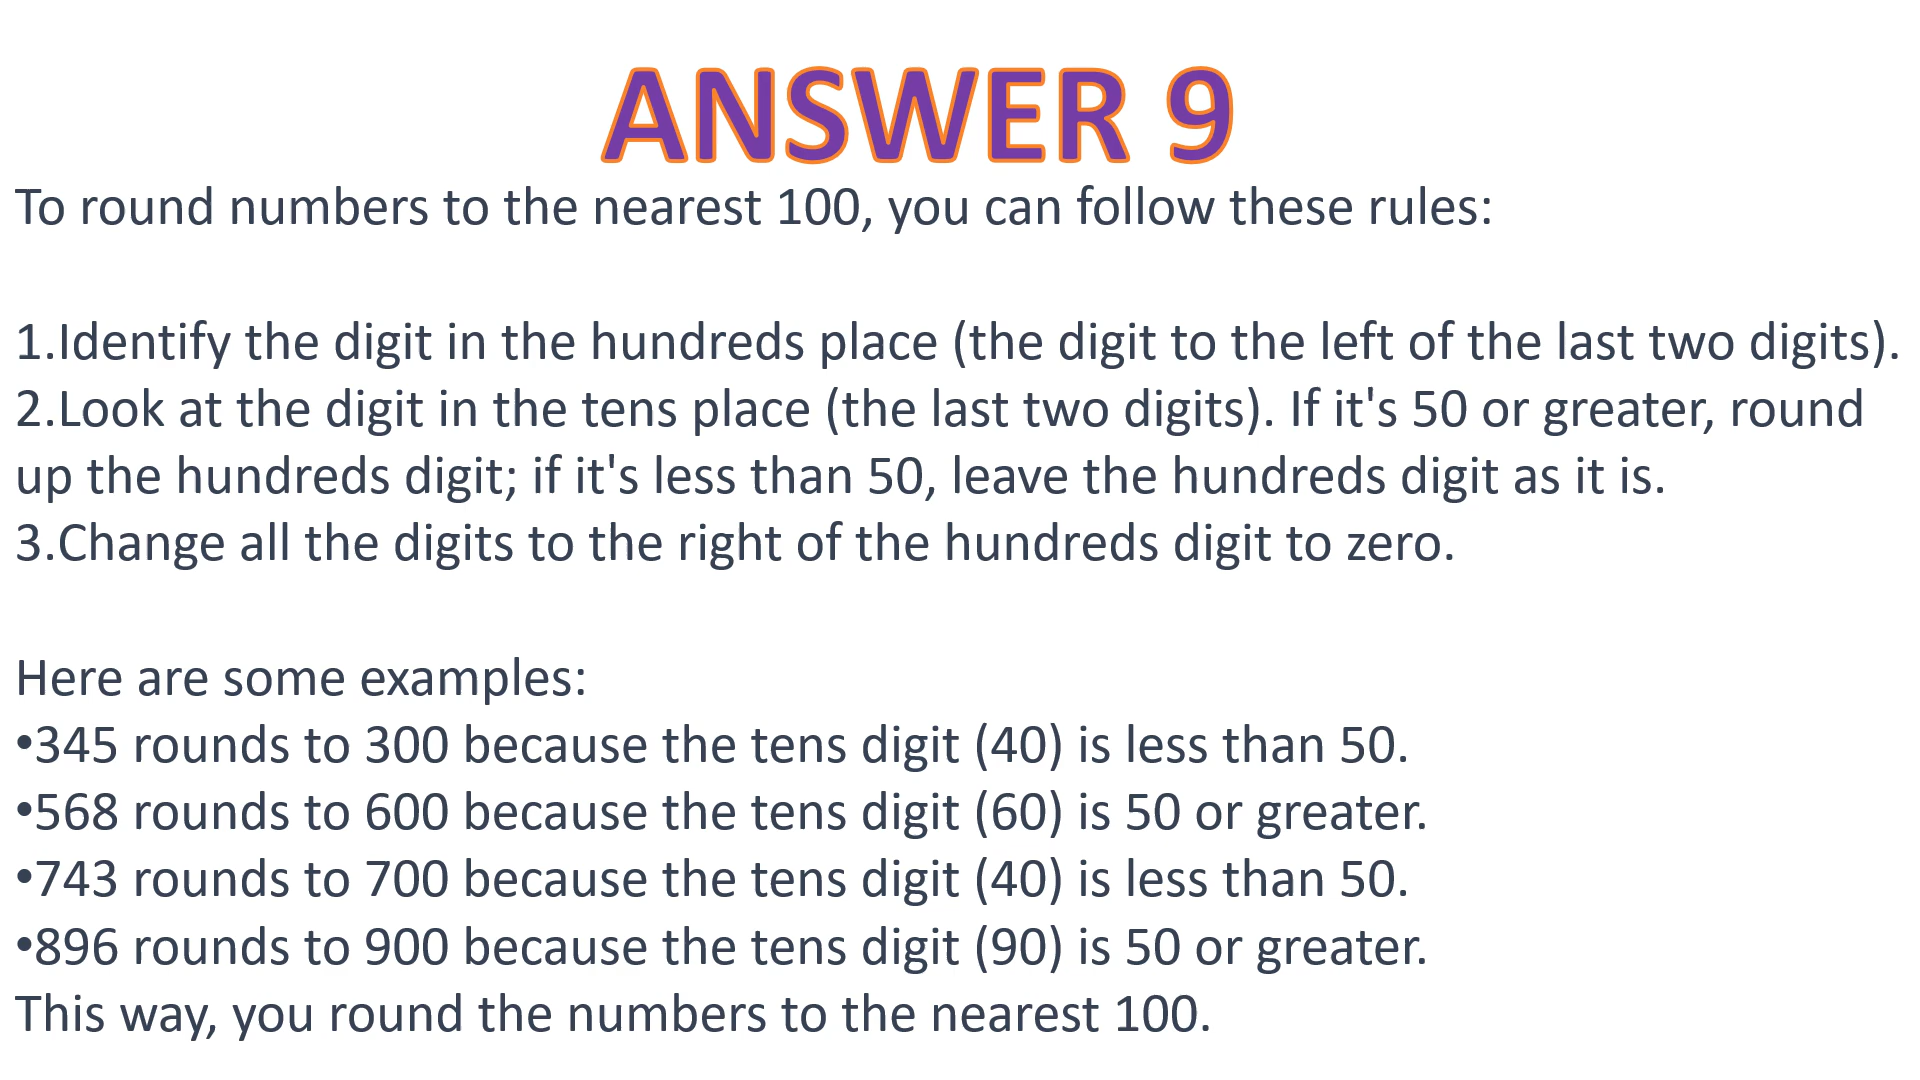 ANSWER 9
To round numbers to the nearest 100, you can follow these rules:
1.Identify the digit in the hundreds place (the digit to the left of the last two digits).
2.Look at the digit in the tens place (the last two digits). If it's 50 or greater, round
up the hundreds digit; if it's less than 50, leave the hundreds digit as it is.
3.Change all the digits to the right of the hundreds digit to zero.
Here are some examples:
•345 rounds to 300 because the tens digit (40) is less than 50.
•568 rounds to 600 because the tens digit (60) is 50 or greater.
•743 rounds to 700 because the tens digit (40) is less than 50.
•896 rounds to 900 because the tens digit (90) is 50 or greater.
This way, you round the numbers to the nearest 100.